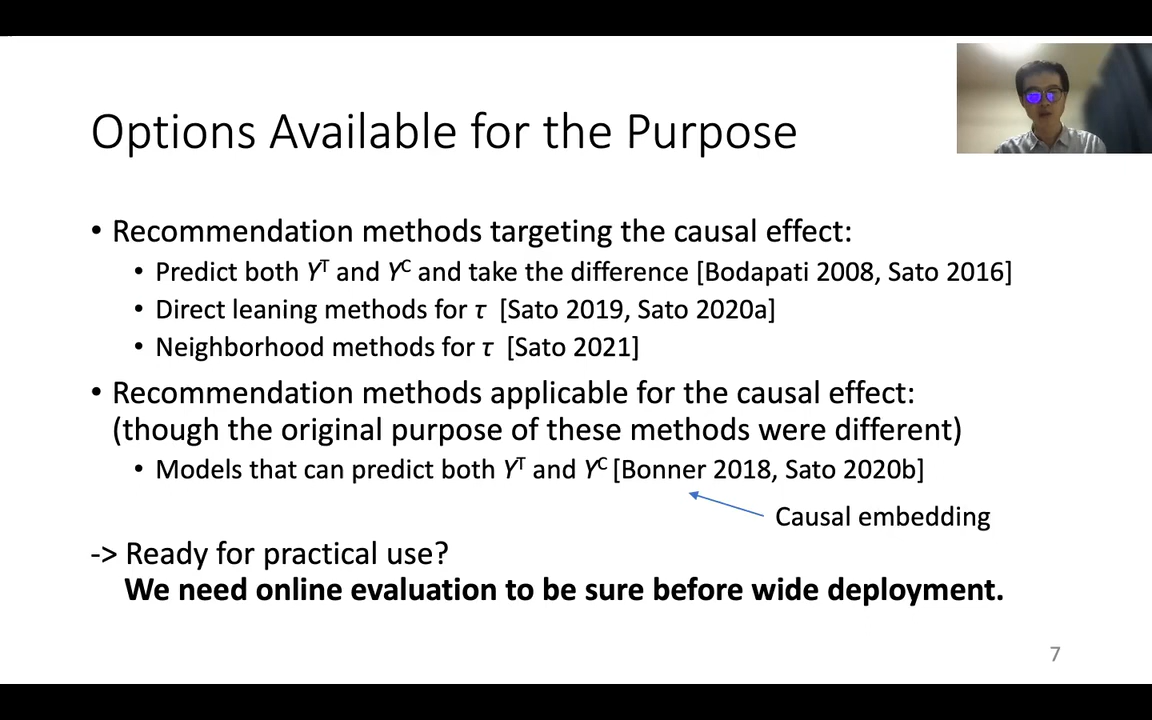 Options Available for the Purpose
• Recommendation methods targeting the causal effect:
• Predict both Yᵀ and Yᶜ and take the difference [Bodapati 2008, Sato 2016]
• Direct leaning methods for τ [Sato 2019, Sato 2020a]
• Neighborhood methods for τ [Sato 2021]
• Recommendation methods applicable for the causal effect:
(though the original purpose of these methods were different)
• Models that can predict both Yᵀ and Yᶜ [Bonner 2018, Sato 2020b]
Causal embedding
-> Ready for practical use?
We need online evaluation to be sure before wide deployment.
7